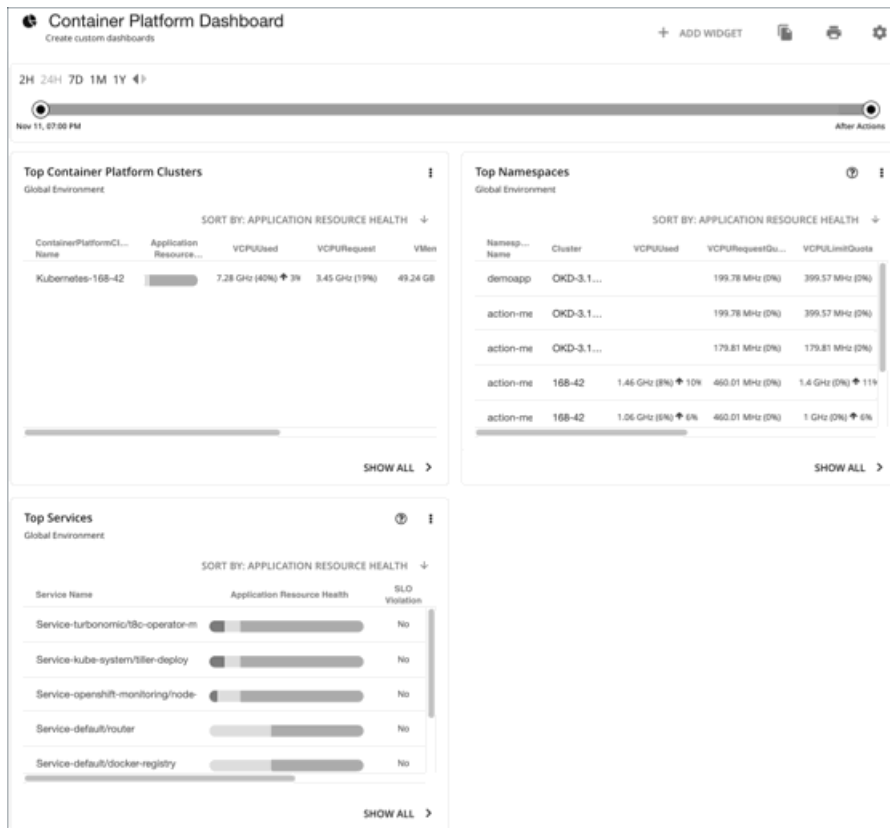 Container Platform Dashboard
Create custom dashboards
+ ADD WIDGET
2H 24H 7D 1M 1Y
Nov 11, 07:00 PM
After Actions
Top Container Platform Clusters
Global Environment
SORT BY: APPLICATION RESOURCE HEALTH ↓
ContainerPlatformCl... Name Application Resource... VCPUUsed VCPURequest VMen
Kubernetes-168-42 7.28 GHz (40%) ↑ 3% 3.45 GHz (19%) 49.24 GB
SHOW ALL >
Top Namespaces
Global Environment
SORT BY: APPLICATION RESOURCE HEALTH ↓
Namesp... Name Cluster VCPUUsed VCPURequestQu... VCPULimitQuota
demoapp OKD-3.1... 199.78 MHz (0%) 399.57 MHz (0%)
action-me OKD-3.1... 199.78 MHz (0%) 399.57 MHz (0%)
action-me OKD-3.1... 179.81 MHz (0%) 179.81 MHz (0%)
action-me 168-42 1.46 GHz (8%) ↑ 10% 460.01 MHz (0%) 1.4 GHz (0%) ↑ 11%
action-me 168-42 1.06 GHz (6%) ↑ 6% 460.01 MHz (0%) 1 GHz (0%) ↑ 6%
SHOW ALL >
Top Services
Global Environment
SORT BY: APPLICATION RESOURCE HEALTH ↓
Service Name Application Resource Health SLO Violation
Service-turbonomic/t8c-operator-m No
Service-kube-system/tiller-deploy No
Service-openshift-monitoring/node- No
Service-default/router No
Service-default/docker-registry No
SHOW ALL >